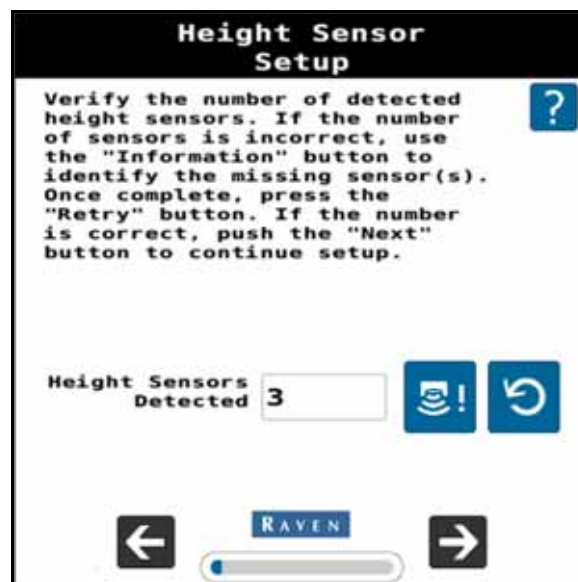 Height Sensor
Setup
Verify the number of detected
height sensors. If the number
of sensors is incorrect, use
the "Information" button to
identify the missing sensor(s).
Once complete, press the
"Retry" button. If the number
is correct, push the "Next"
button to continue setup.
?
Height Sensors
Detected 3
!
RAVEN